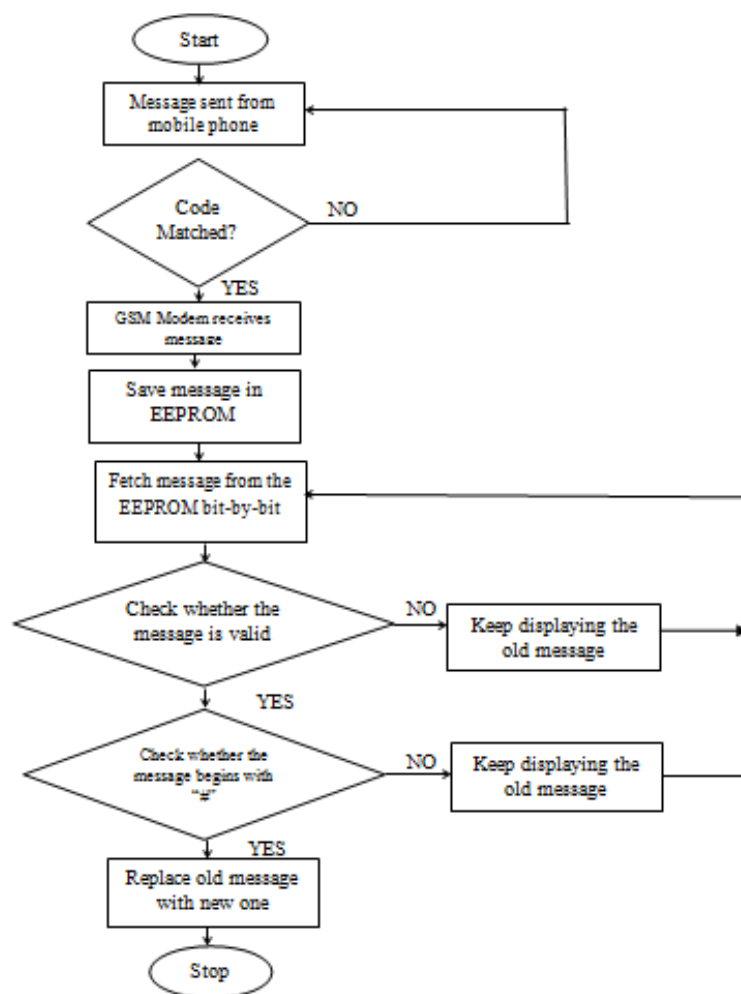 Start
Message sent from
mobile phone
Code
Matched?
NO
YES
GSM Modem receives
message
Save message in
EEPROM
Fetch message from the
EEPROM bit-by-bit
Check whether the
message is valid
NO
Keep displaying the
old message
YES
Check whether the
message begins with
“#”
NO
Keep displaying the
old message
YES
Replace old message
with new one
Stop